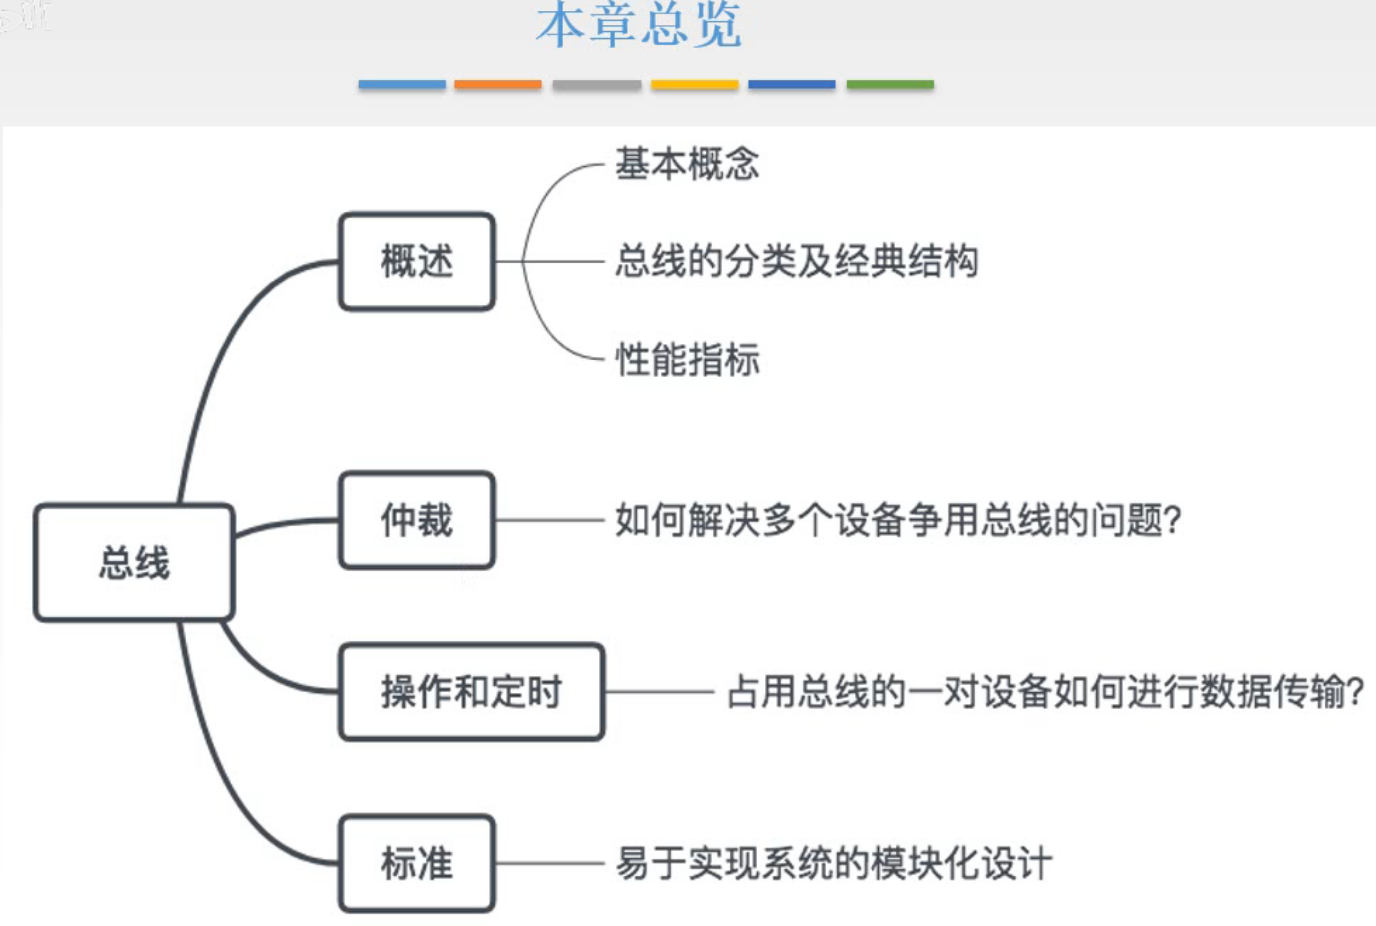 本章总览
基本概念
概述
总线的分类及经典结构
性能指标
仲裁
如何解决多个设备争用总线的问题?
总线
操作和定时
占用总线的一对设备如何进行数据传输?
标准
易于实现系统的模块化设计